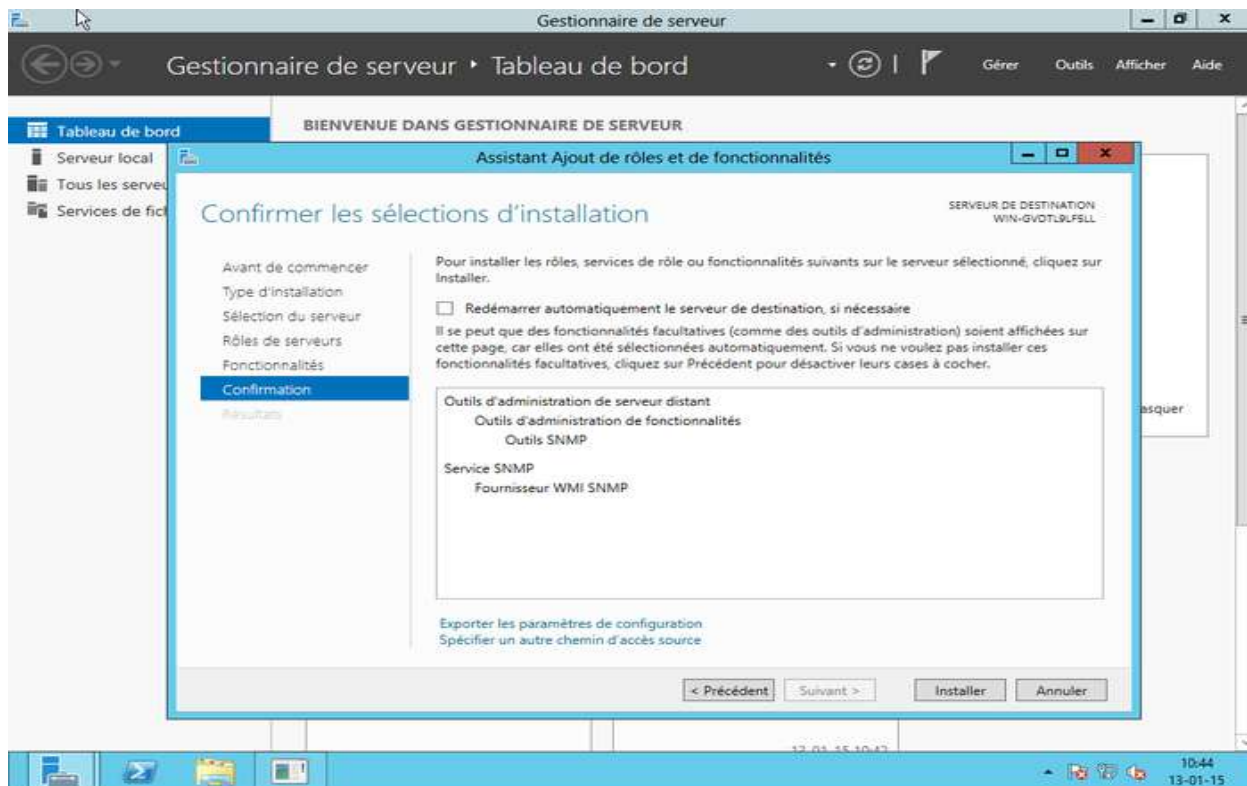 Gestionnaire de serveur
Gestionnaire de serveur • Tableau de bord
Gérer Outils Afficher Aide
Tableau de bord
Serveur local
Tous les serveu
Services de fich
BIENVENUE DANS GESTIONNAIRE DE SERVEUR
Assistant Ajout de rôles et de fonctionnalités
Confirmer les sélections d'installation
SERVEUR DE DESTINATION
Avant de commencer
Type d'installation
Sélection du serveur
Rôles de serveurs
Fonctionnalités
Confirmation
Résultats
Pour installer les rôles, services de rôle ou fonctionnalités suivants sur le serveur sélectionné, cliquez sur
Installer.
Redémarrer automatiquement le serveur de destination, si nécessaire
Il se peut que des fonctionnalités facultatives (comme des outils d'administration) soient affichées sur
cette page, car elles ont été sélectionnées automatiquement. Si vous ne voulez pas installer ces
fonctionnalités facultatives, cliquez sur Précédent pour désactiver leurs cases à cocher.
Outils d'administration de serveur distant
Outils d'administration de fonctionnalités
Outils SNMP
Service SNMP
Fournisseur WMI SNMP
asquer
Exporter les paramètres de configuration
Spécifier un autre chemin d'accès source
< Précédent Suivant > Installer Annuler
10:44
13-01-15